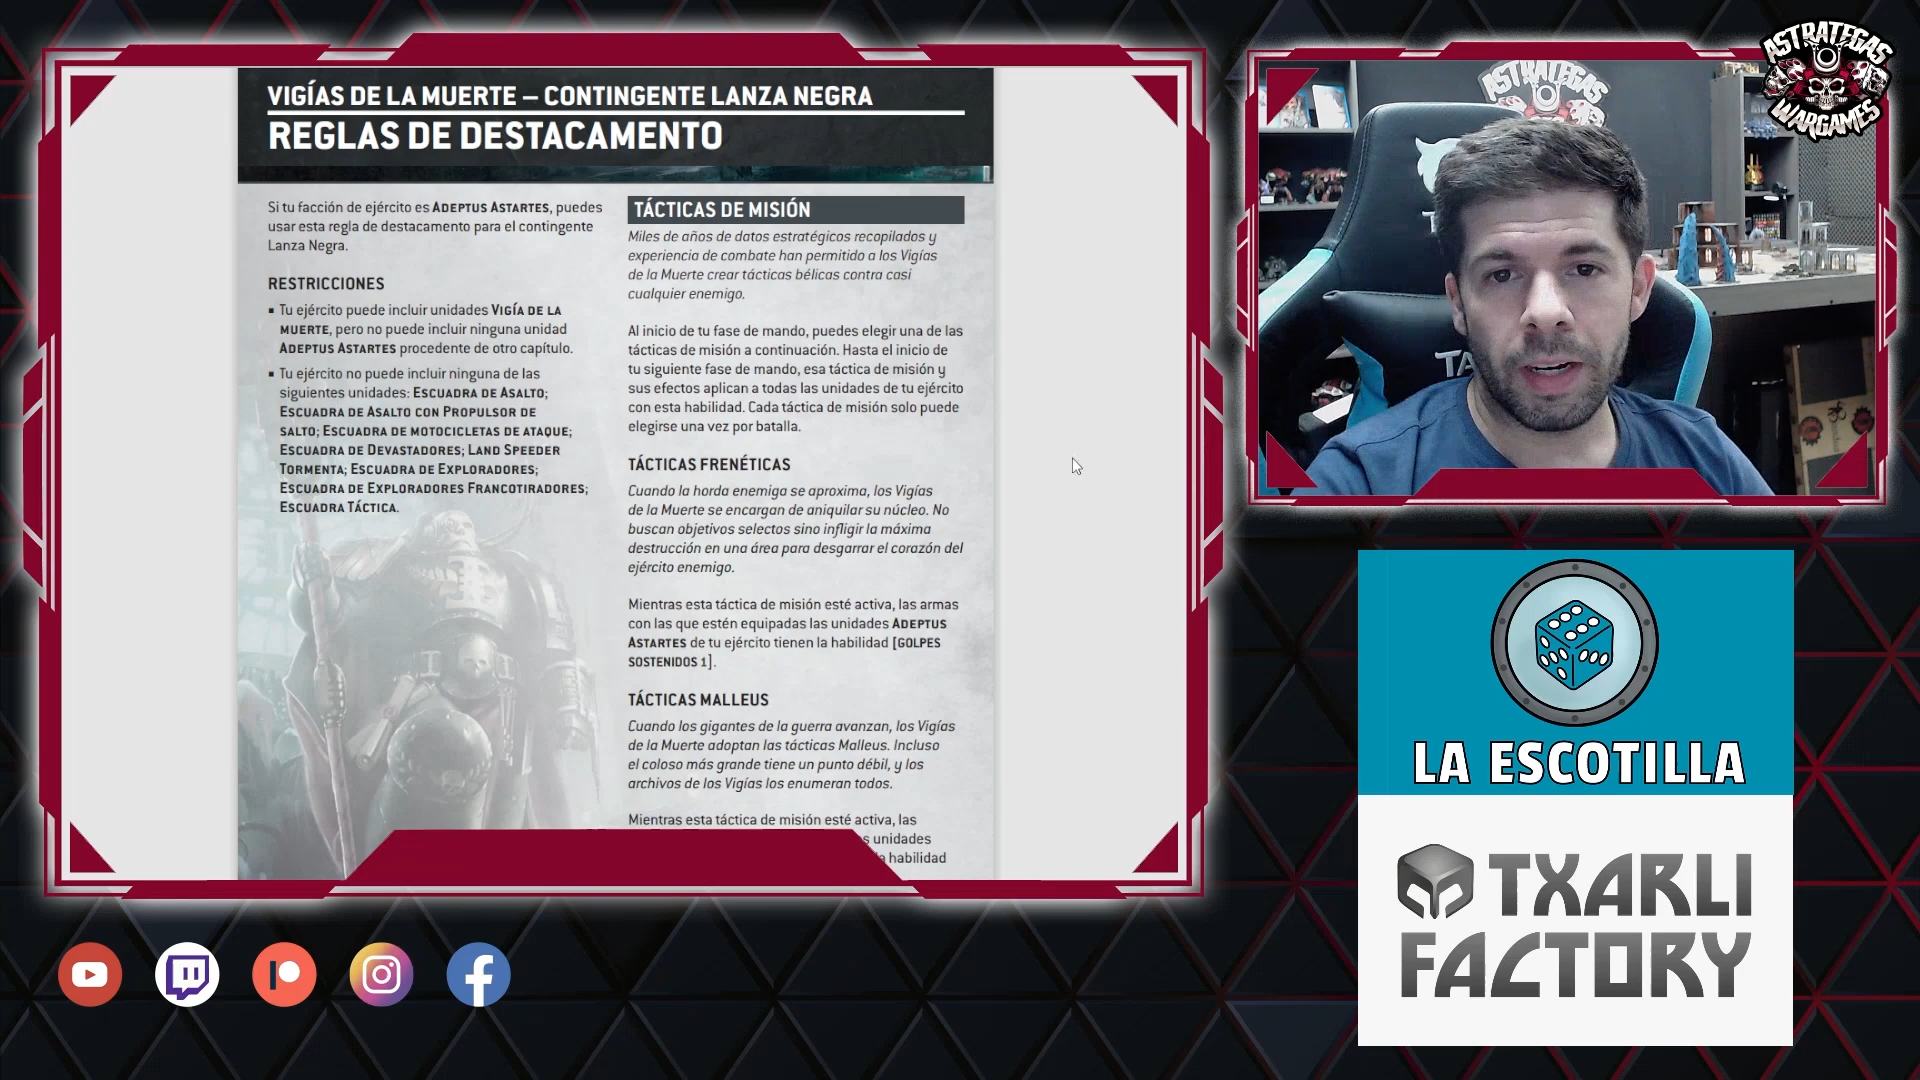 VIGÍAS DE LA MUERTE – CONTINGENTE LANZA NEGRA
REGLAS DE DESTACAMENTO
Si tu facción de ejército es ADEPTUS ASTARTES, puedes
usar esta regla de destacamento para el contingente
Lanza Negra.
RESTRICCIONES
▪ Tu ejército puede incluir unidades VIGÍA DE LA
MUERTE, pero no puede incluir ninguna unidad
ADEPTUS ASTARTES procedente de otro capítulo.
▪ Tu ejército no puede incluir ninguna de las
siguientes unidades: ESCUADRA DE ASALTO;
ESCUADRA DE ASALTO CON PROPULSOR DE
SALTO; ESCUADRA DE MOTOCICLETAS DE ATAQUE;
ESCUADRA DE DEVASTADORES; LAND SPEEDER
TORMENTA; ESCUADRA DE EXPLORADORES;
ESCUADRA DE EXPLORADORES FRANCOTIRADORES;
ESCUADRA TÁCTICA.
TÁCTICAS DE MISIÓN
Miles de años de datos estratégicos recopilados y
experiencia de combate han permitido a los Vigías
de la Muerte crear tácticas bélicas contra casi
cualquier enemigo.
Al inicio de tu fase de mando, puedes elegir una de las
tácticas de misión a continuación. Hasta el inicio de
tu siguiente fase de mando, esa táctica de misión y
sus efectos aplican a todas las unidades de tu ejército
con esta habilidad. Cada táctica de misión solo puede
elegirse una vez por batalla.
TÁCTICAS FRENÉTICAS
Cuando la horda enemiga se aproxima, los Vigías
de la Muerte se encargan de aniquilar su núcleo. No
buscan objetivos selectos sino infligir la máxima
destrucción en una área para desgarrar el corazón del
ejército enemigo.
Mientras esta táctica de misión esté activa, las armas
con las que estén equipadas las unidades ADEPTUS
ASTARTES de tu ejército tienen la habilidad [GOLPES
SOSTENIDOS 1].
TÁCTICAS MALLEUS
Cuando los gigantes de la guerra avanzan, los Vigías
de la Muerte adoptan las tácticas Malleus. Incluso
el coloso más grande tiene un punto débil, y los
archivos de los Vigías los enumeran todos.
Mientras esta táctica de misión esté activa, las
unidades
habilidad
ASTRATEGAS
WARGAMES
ASTRATEGAS
LA ESCOTILLA
TXARLI
FACTORY